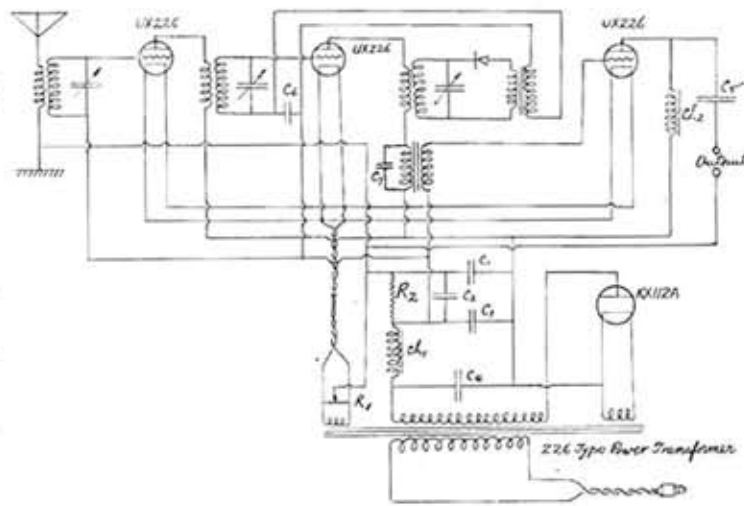 UX226
UX226
UX226
C6
C5
Ch2
C7
Output
C1
R2
C3
C2
KX112A
Ch1
C4
R1
226 Type Power Transformer